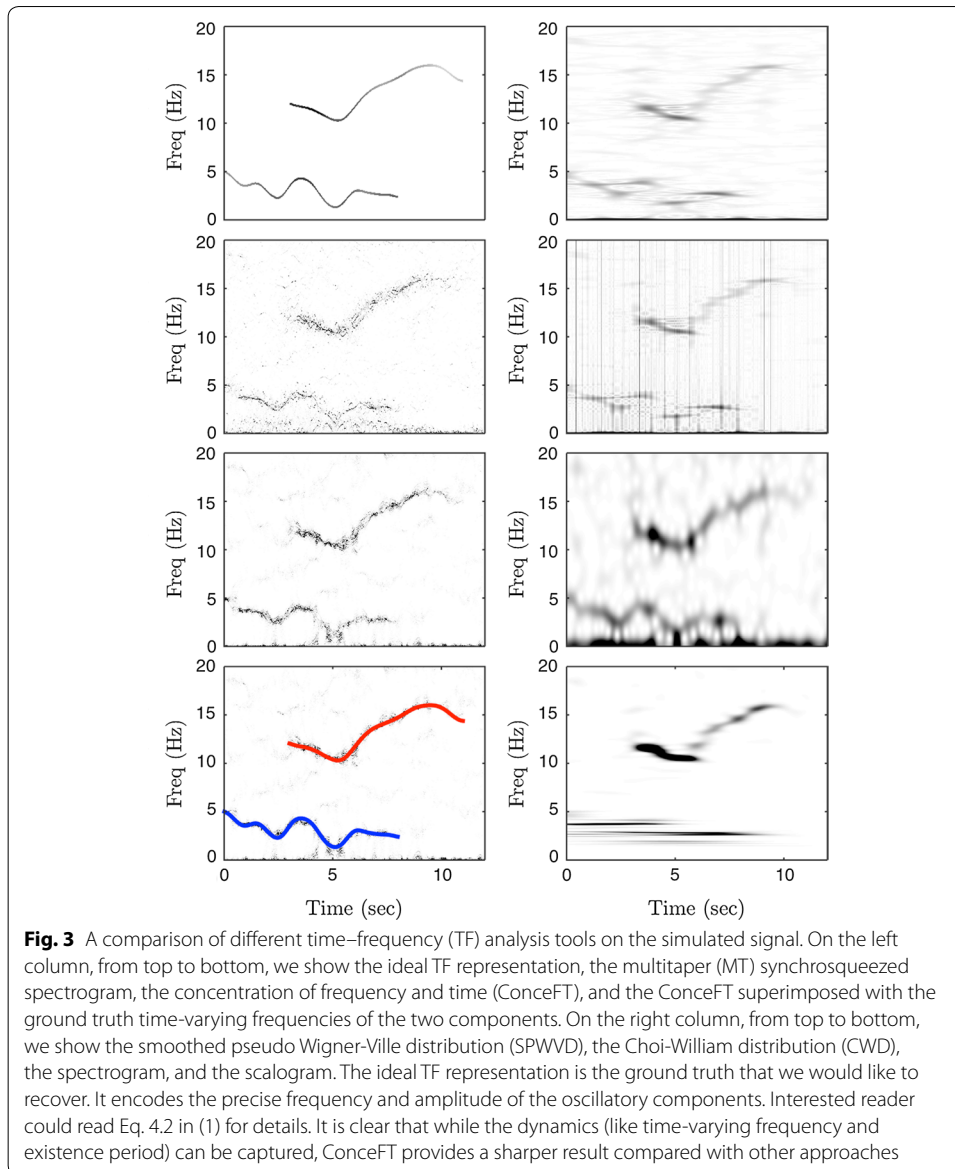 20
15
10
5
0
Freq (Hz)
20
15
10
5
0
Freq (Hz)
20
15
10
5
0
Freq (Hz)
20
15
10
5
0
Freq (Hz)
20
15
10
5
0
Freq (Hz)
20
15
10
5
0
Freq (Hz)
20
15
10
5
0
Freq (Hz)
0 5 10
Time (sec)
20
15
10
5
0
Freq (Hz)
0 5 10
Time (sec)
Fig. 3 A comparison of different time–frequency (TF) analysis tools on the simulated signal. On the left
column, from top to bottom, we show the ideal TF representation, the multitaper (MT) synchrosqueezed
spectrogram, the concentration of frequency and time (ConceFT), and the ConceFT superimposed with the
ground truth time-varying frequencies of the two components. On the right column, from top to bottom,
we show the smoothed pseudo Wigner-Ville distribution (SPWVD), the Choi-William distribution (CWD),
the spectrogram, and the scalogram. The ideal TF representation is the ground truth that we would like to
recover. It encodes the precise frequency and amplitude of the oscillatory components. Interested reader
could read Eq. 4.2 in (1) for details. It is clear that while the dynamics (like time-varying frequency and
existence period) can be captured, ConceFT provides a sharper result compared with other approaches